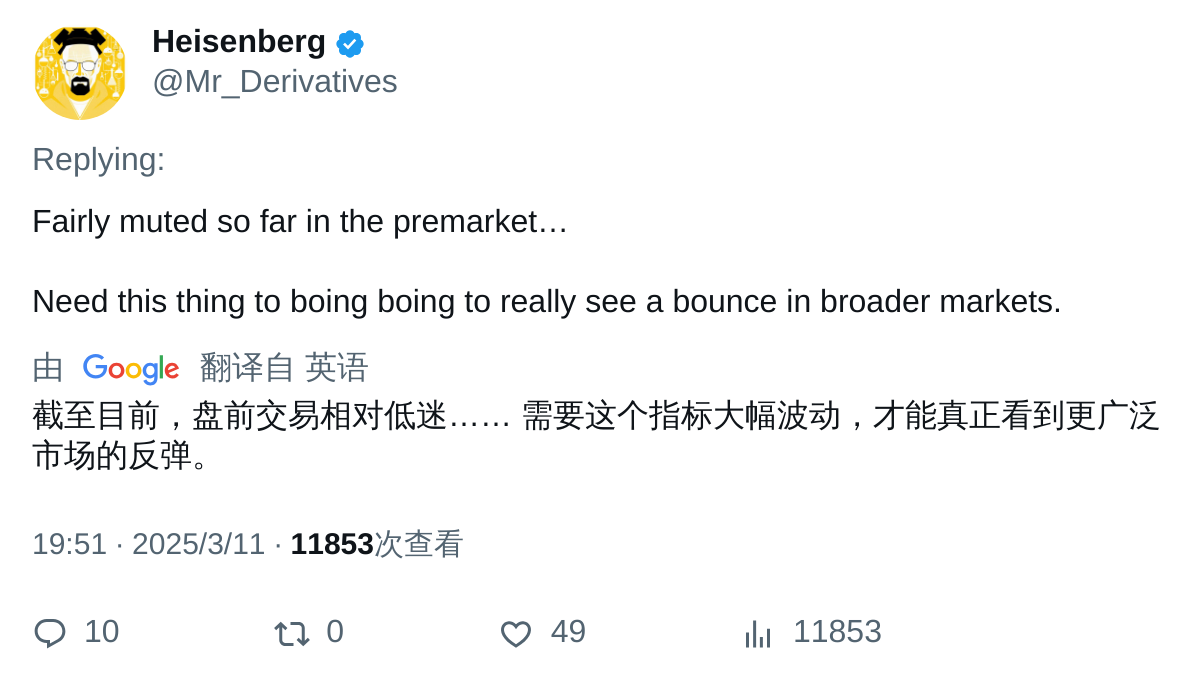 Heisenberg
@Mr_Derivatives
Replying:
Fairly muted so far in the premarket…
Need this thing to boing boing to really see a bounce in broader markets.
由 Google 翻译自 英语
截至目前，盘前交易相对低迷…… 需要这个指标大幅波动，才能真正看到更广泛
市场的反弹。
19:51 · 2025/3/11 · 11853次查看
10 0 49 11853